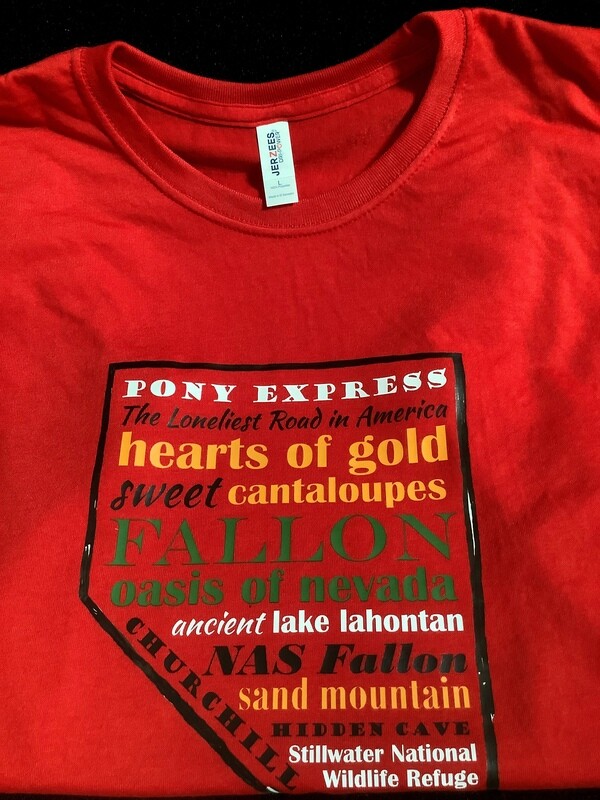 JERZEES
L
PONY EXPRESS
The Loneliest Road in America
hearts of gold
sweet cantaloupes
FALLON
oasis of nevada
ancient lake lahontan
NAS Fallon
sand mountain
HIDDEN CAVE
CHURCHILL
Stillwater National
Wildlife Refuge